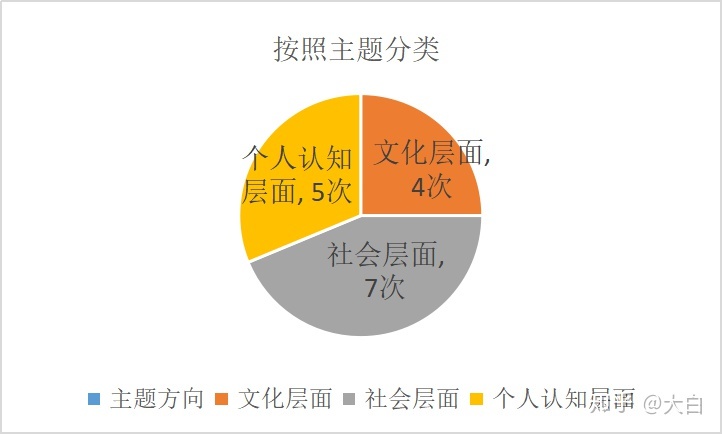 按照主题分类
个人认知
层面, 5次
文化层面,
4次
社会层面,
7次
主题方向 文化层面 社会层面 个人认知层面
知乎 @大白